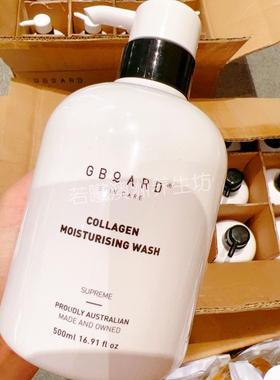 GBOARD
SKIN CARE
COLLAGEN
MOISTURISING WASH
SUPREME
PROUDLY AUSTRALIAN
MADE AND OWNED
500ml 16.91 fl oz